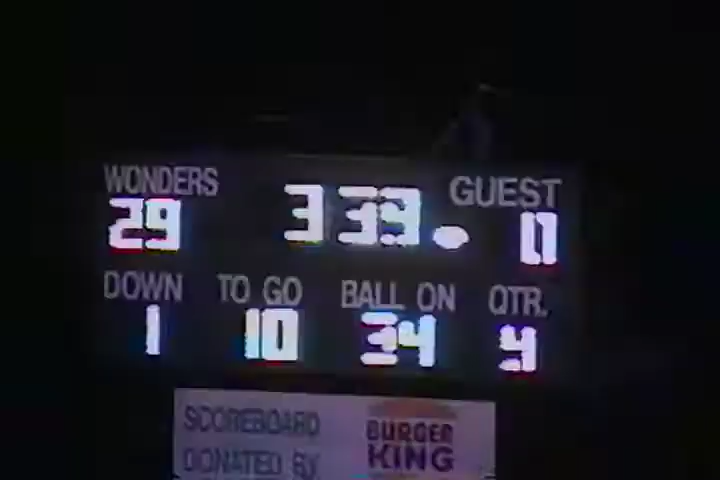 WONDERS GUEST
29 3 39 0
DOWN TO GO BALL ON QTR.
1 10 34 4
SCOREBOARD
DONATED BY
BURGER
KING